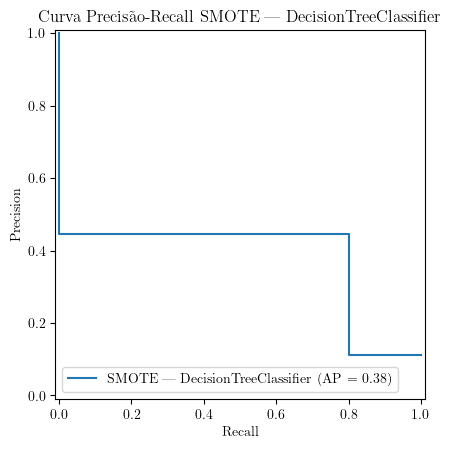 Curva Precisão-Recall SMOTE — DecisionTreeClassifier
1.0
0.8
0.6
0.4
0.2
0.0
Precision
SMOTE — DecisionTreeClassifier (AP = 0.38)
0.0 0.2 0.4 0.6 0.8 1.0
Recall